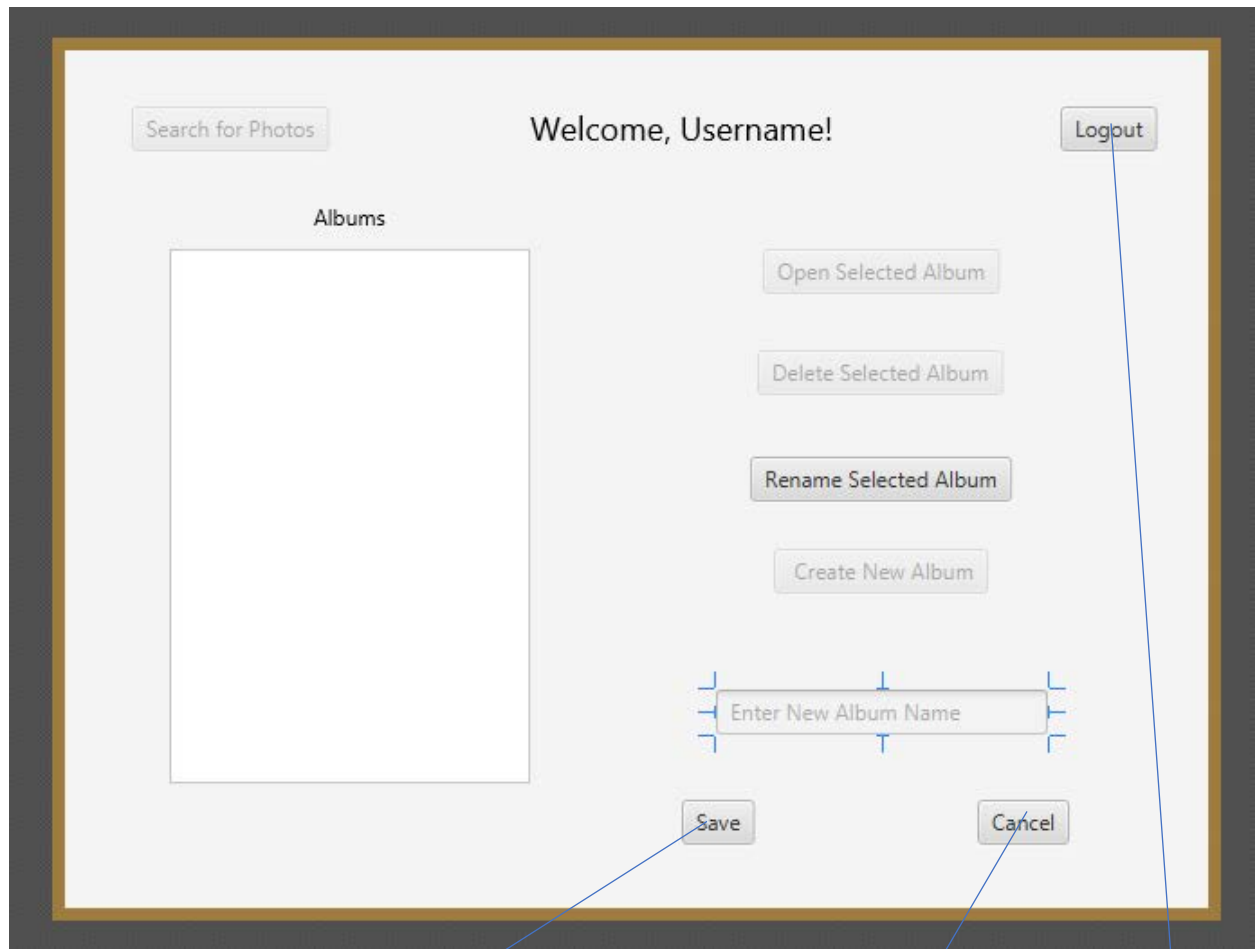 Search for Photos
Welcome, Username!
Logout
Albums
Open Selected Album
Delete Selected Album
Rename Selected Album
Create New Album
Enter New Album Name
Save
Cancel